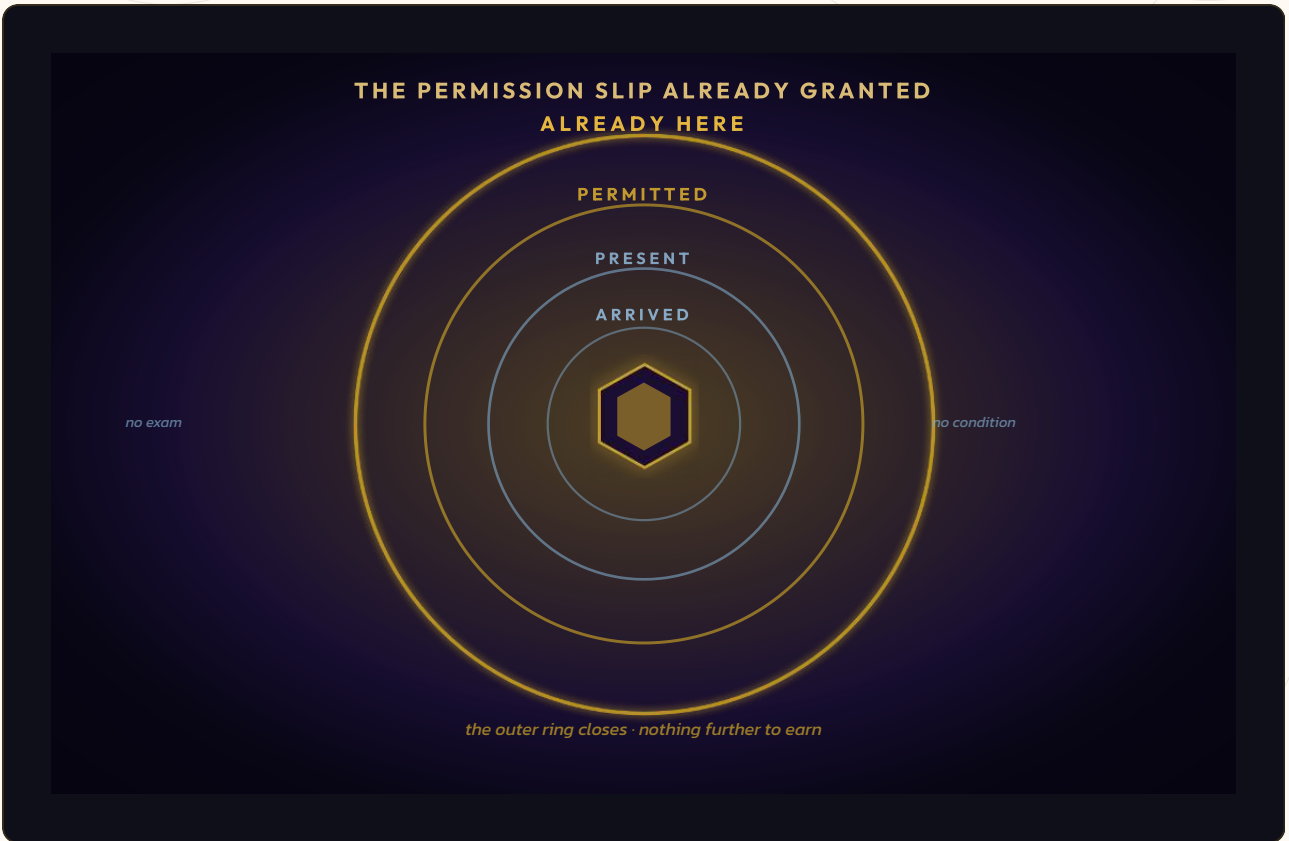 THE PERMISSION SLIP ALREADY GRANTED
ALREADY HERE
PERMITTED
PRESENT
ARRIVED
no exam
no condition
the outer ring closes · nothing further to earn